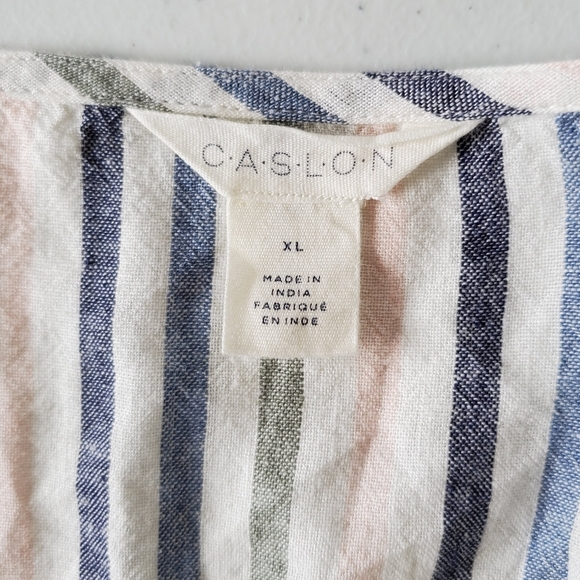 C·A·S·L·O·N
XL
MADE IN
INDIA
FABRIQUÉ
EN INDE